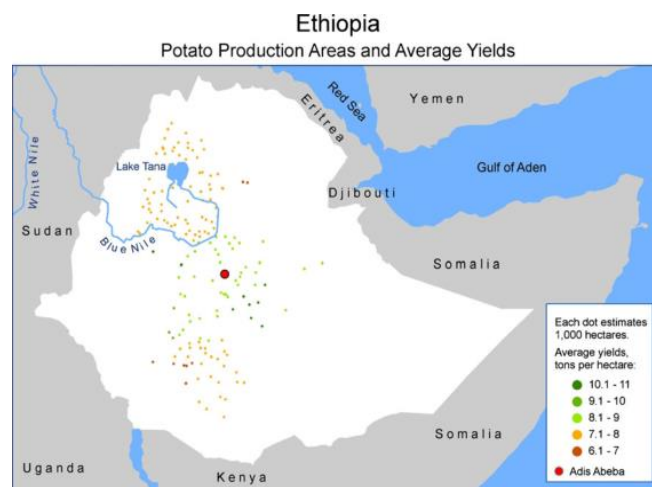 Ethiopia
Potato Production Areas and Average Yields
Red Sea
Yemen
Eritrea
White Nile
Lake Tana
Gulf of Aden
Djibouti
Sudan
Blue Nile
Somalia
Each dot estimates
1,000 hectares.
Average yields,
tons per hectare:
10.1 - 11
9.1 - 10
8.1 - 9
7.1 - 8
6.1 - 7
Adis Abeba
Somalia
Uganda
Kenya